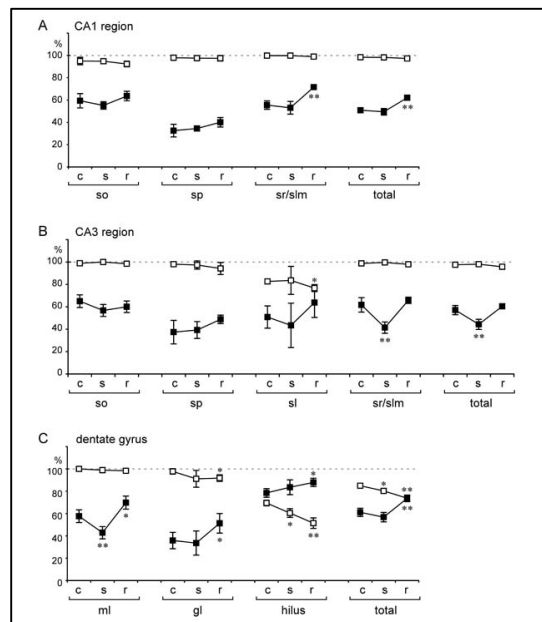 A CA1 region
%
100
80
60
40
20
0
**
**
c s r c s r c s r c s r
so sp sr/slm total
B CA3 region
%
100
80
60
40
20
0
*
**
**
c s r c s r c s r c s r c s r
so sp sl sr/slm total
C dentate gyrus
%
100
80
60
40
20
0
* * * **
** * * * ** **
c s r c s r c s r c s r
ml gl hilus total